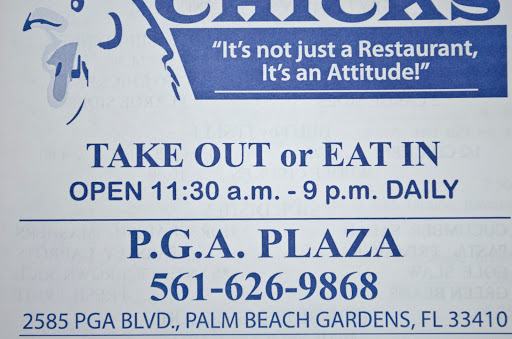 CHICKS
“It's not just a Restaurant,
It's an Attitude!”
TAKE OUT or EAT IN
OPEN 11:30 a.m. - 9 p.m. DAILY
P.G.A. PLAZA
561-626-9868
2585 PGA BLVD., PALM BEACH GARDENS, FL 33410